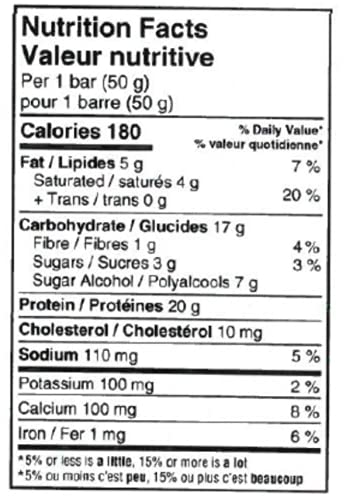 Nutrition Facts
Valeur nutritive
Per 1 bar (50 g)
pour 1 barre (50 g)
Calories 180
% Daily Value*
% valeur quotidienne*
Fat / Lipides 5 g 7 %
Saturated / saturés 4 g
+ Trans / trans 0 g 20 %
Carbohydrate / Glucides 17 g
Fibre / Fibres 1 g 4 %
Sugars / Sucres 3 g 3 %
Sugar Alcohol / Polyalcools 7 g
Protein / Protéines 20 g
Cholesterol / Cholestérol 10 mg
Sodium 110 mg 5 %
Potassium 100 mg 2 %
Calcium 100 mg 8 %
Iron / Fer 1 mg 6 %
*5% or less is a little, 15% or more is a lot
*5% ou moins c'est peu, 15% ou plus c'est beaucoup